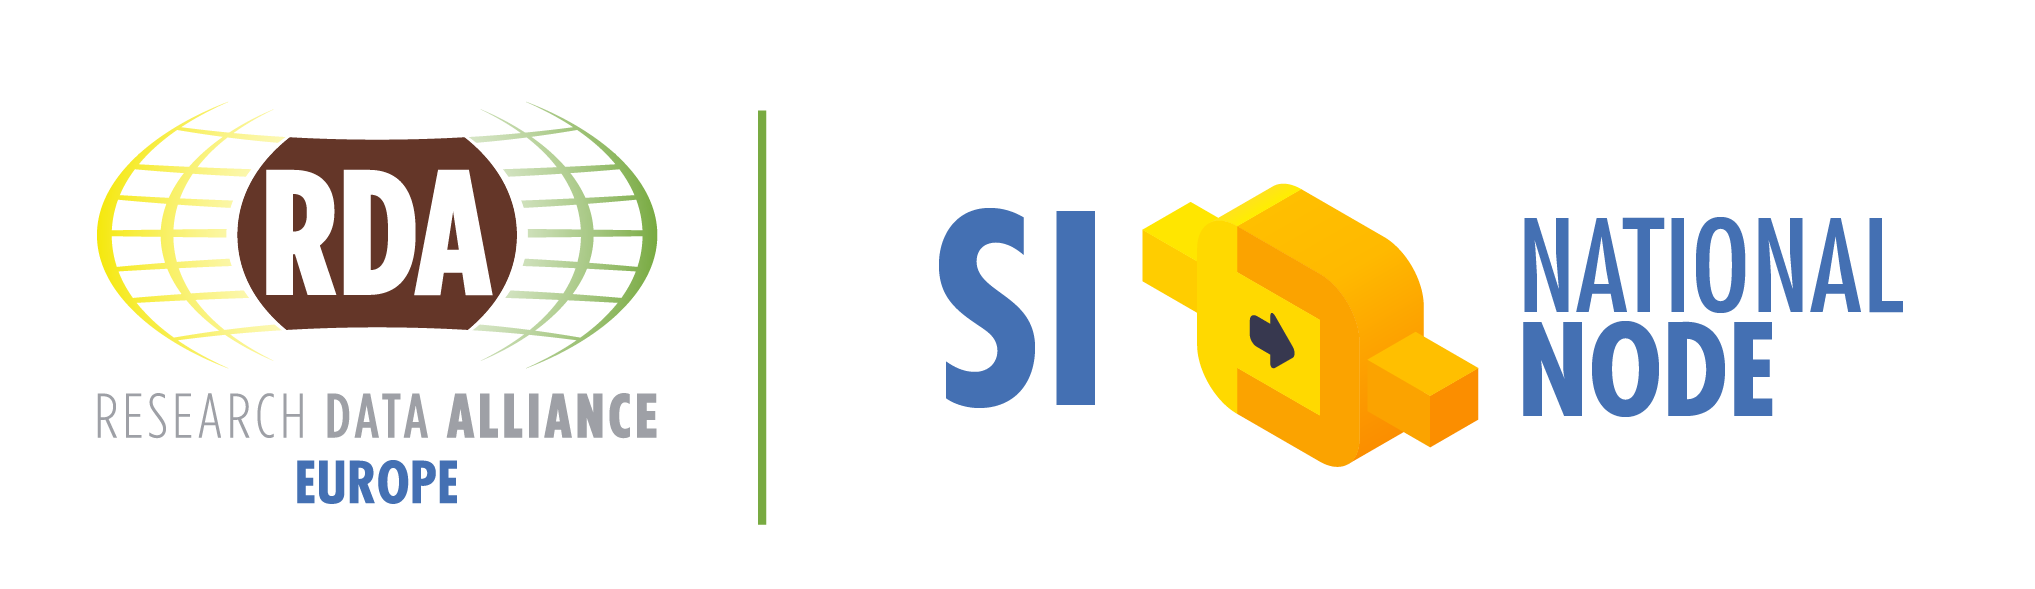 RDA
RESEARCH DATA ALLIANCE
EUROPE
SI
NATIONAL
NODE